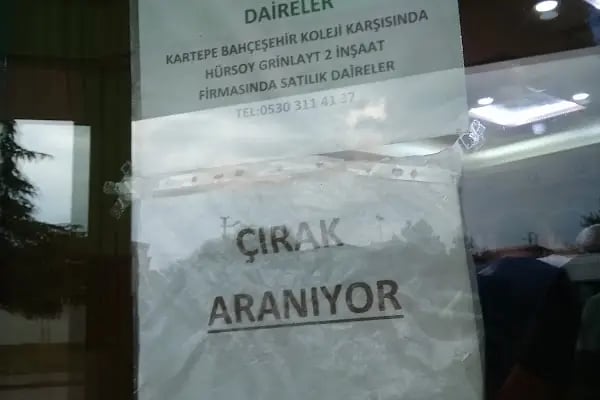 DAİRELER
KARTEPE BAHÇEŞEHİR KOLEJİ KARŞISINDA
HÜRSOY GRİNLAYT 2 İNŞAAT
FİRMASINDA SATILIK DAİRELER
TEL:0530 311 41 37
ÇIRAK
ARANIYOR